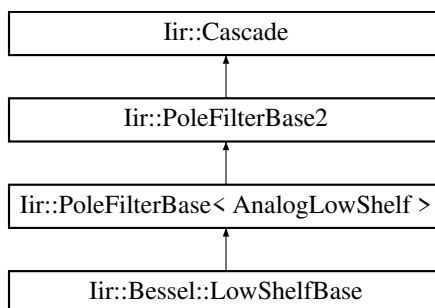 Iir::Cascade
Iir::PoleFilterBase2
Iir::PoleFilterBase< AnalogLowShelf >
Iir::Bessel::LowShelfBase